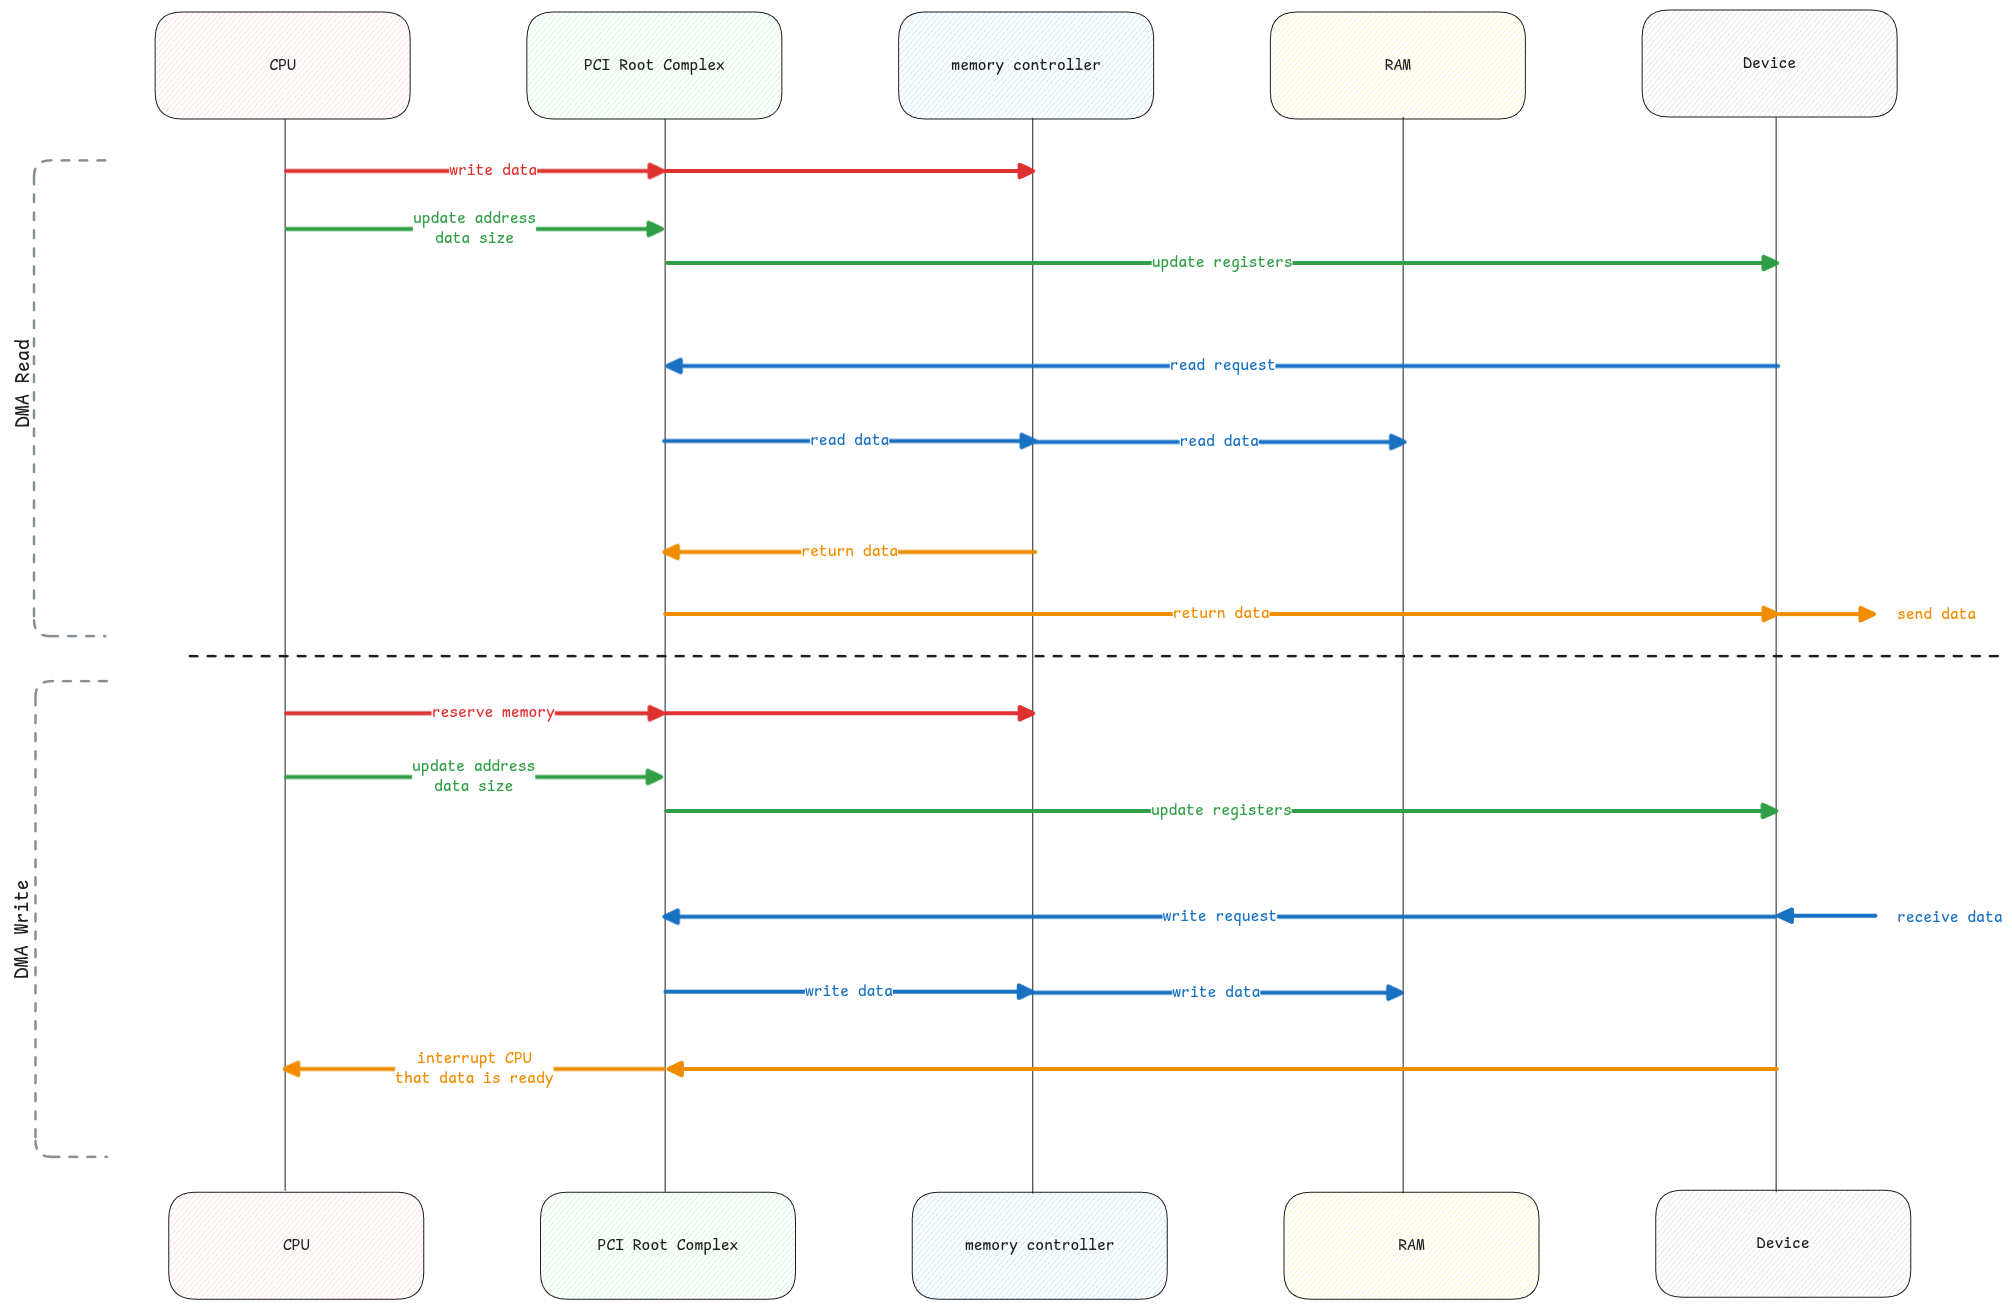 CPU
PCI Root Complex
memory controller
RAM
Device
DMA Read
write data
update address
data size
update registers
read request
read data
read data
return data
return data
send data
DMA Write
reserve memory
update address
data size
update registers
write request
receive data
write data
write data
interrupt CPU
that data is ready
CPU
PCI Root Complex
memory controller
RAM
Device